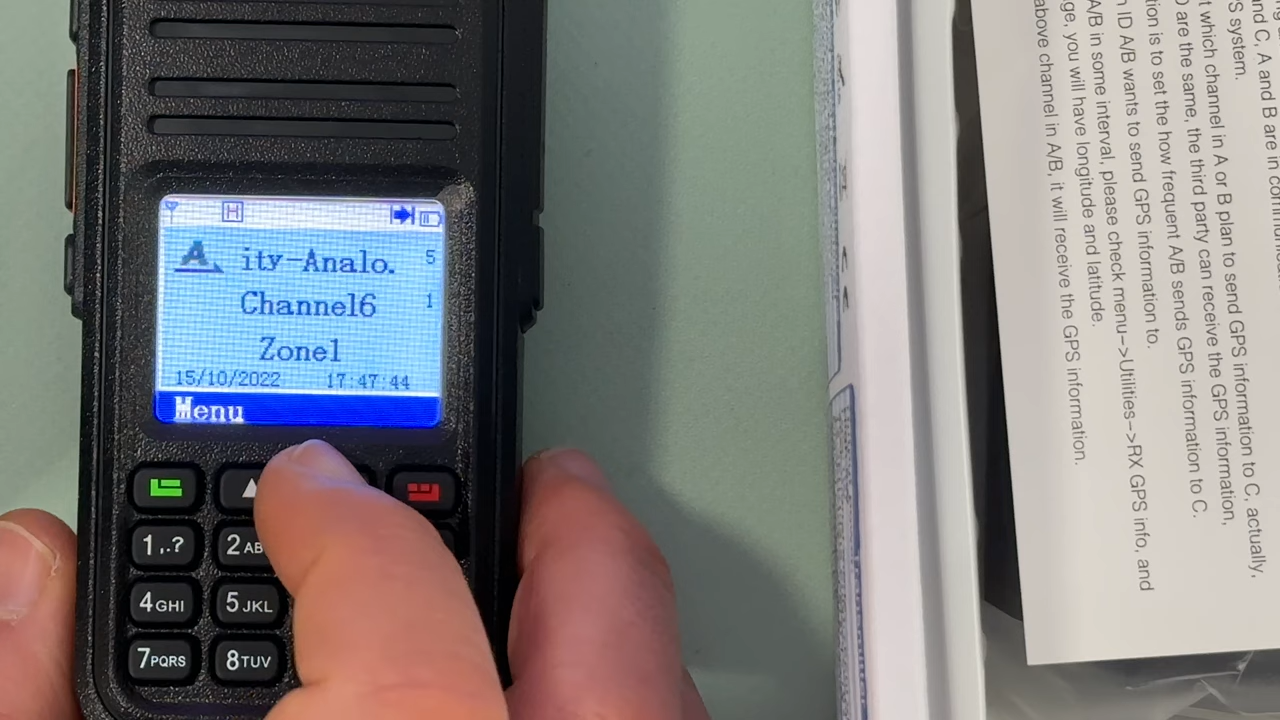 H
A ity-Analo. 5
Channel6 1
Zone1
15/10/2022 17:47:44
Menu
1,.?
2AB
4GHI
5JKL
7PQRS
8TUV
and C, A and B are in
PS system.
t which channel in A or B plan to send GPS information to C, actually,
D are the same, the third party can receive the GPS information,
tion is to set the how frequent A/B sends GPS information to C.
ID A/B wants to send GPS information to.
A/B in some interval, please check menu->Utilities->RX GPS info, and
ge, you will have longitude and latitude.
above channel in A/B, it will receive the GPS information.